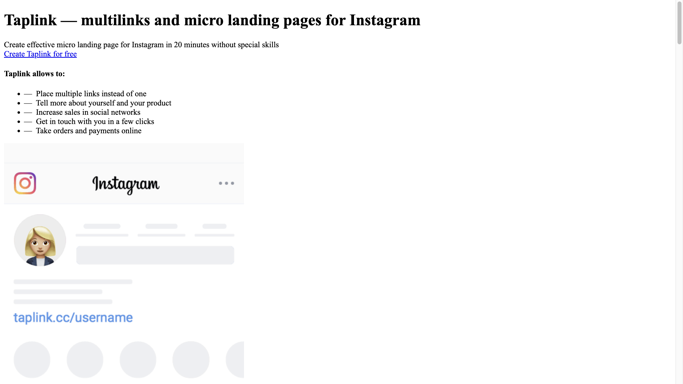 Taplink — multilinks and micro landing pages for Instagram
Create effective micro landing page for Instagram in 20 minutes without special skills
Create Taplink for free
Taplink allows to:
— Place multiple links instead of one
— Tell more about yourself and your product
— Increase sales in social networks
— Get in touch with you in a few clicks
— Take orders and payments online
Instagram
taplink.cc/username